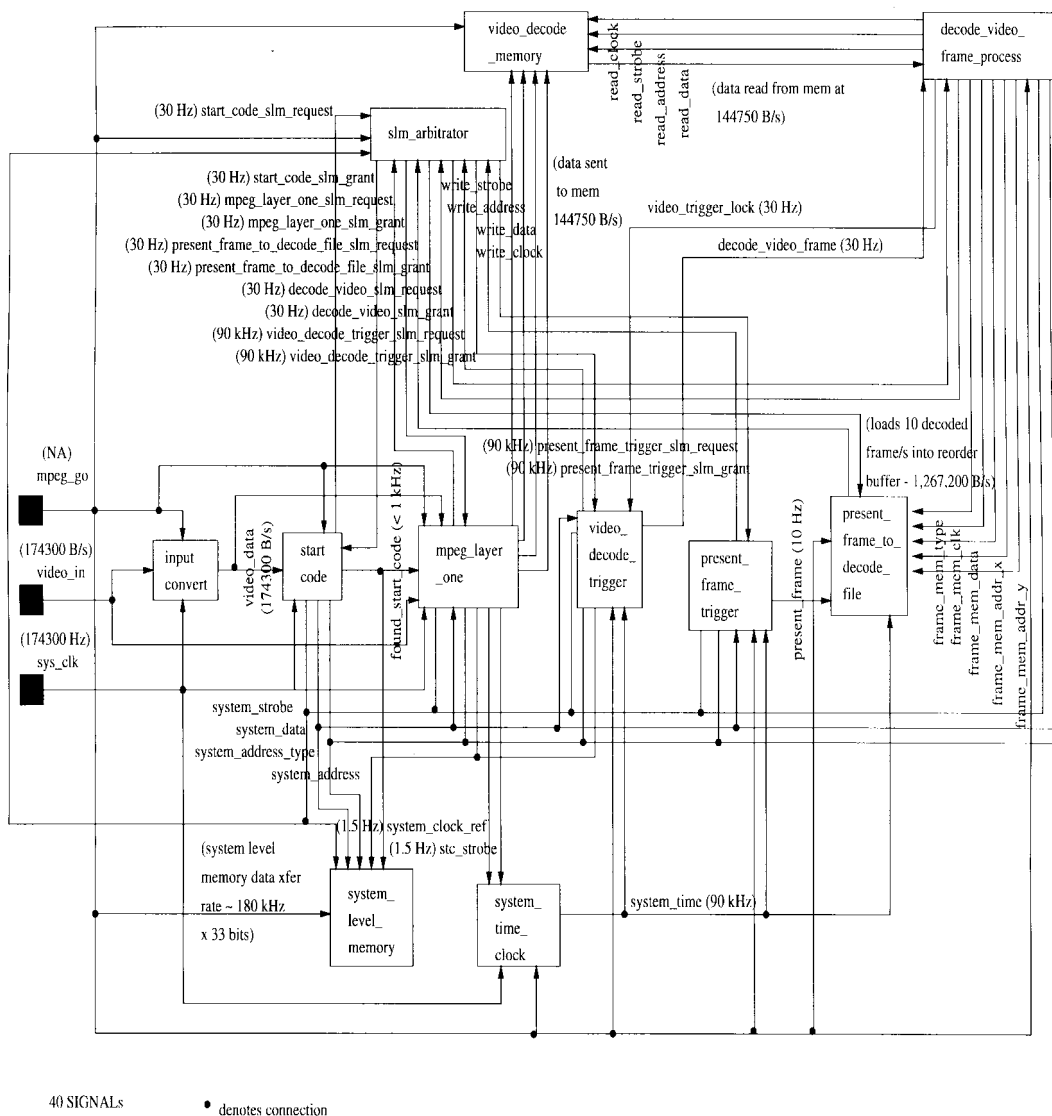 video_decode
_memory
decode_video_
frame_process
read_clock
read_strobe
read_address
read_data
(data read from mem at
144750 B/s)
(30 Hz) start_code_slm_request
slm_arbitrator
(30 Hz) start_code_slm_grant
(30 Hz) mpeg_layer_one_slm_request
(30 Hz) mpeg_layer_one_slm_grant
(30 Hz) present_frame_to_decode_file_slm_request
(30 Hz) present_frame_to_decode_file_slm_grant
(30 Hz) decode_video_slm_request
(30 Hz) decode_video_slm_grant
(90 kHz) video_decode_trigger_slm_request
(90 kHz) video_decode_trigger_slm_grant
write_strobe
write_address
write_data
write_clock
(data sent
to mem
144750 B/s)
video_trigger_lock (30 Hz)
decode_video_frame (30 Hz)
(90 kHz) present_frame_trigger_slm_request
(90 kHz) present_frame_trigger_slm_grant
(loads 10 decoded
frame/s into reorder
buffer - 1,267,200 B/s)
(NA)
mpeg_go
(174300 B/s)
video_in
(174300 Hz)
sys_clk
input
convert
video_data
(174300 B/s)
start
code
found_start_code (< 1 kHz)
mpeg_layer
_one
video_
decode_
trigger
present_
frame_
trigger
present_frame (10 Hz)
present_
frame_to_
decode_
file
frame_mem_type
frame_mem_clk
frame_mem_data
frame_mem_addr_x
frame_mem_addr_y
system_strobe
system_data
system_address_type
system_address
(1.5 Hz) system_clock_ref
(1.5 Hz) stc_strobe
(system level
memory data xfer
rate ~ 180 kHz
x 33 bits)
system_
level_
memory
system_
time_
clock
system_time (90 kHz)
40 SIGNALs
denotes connection